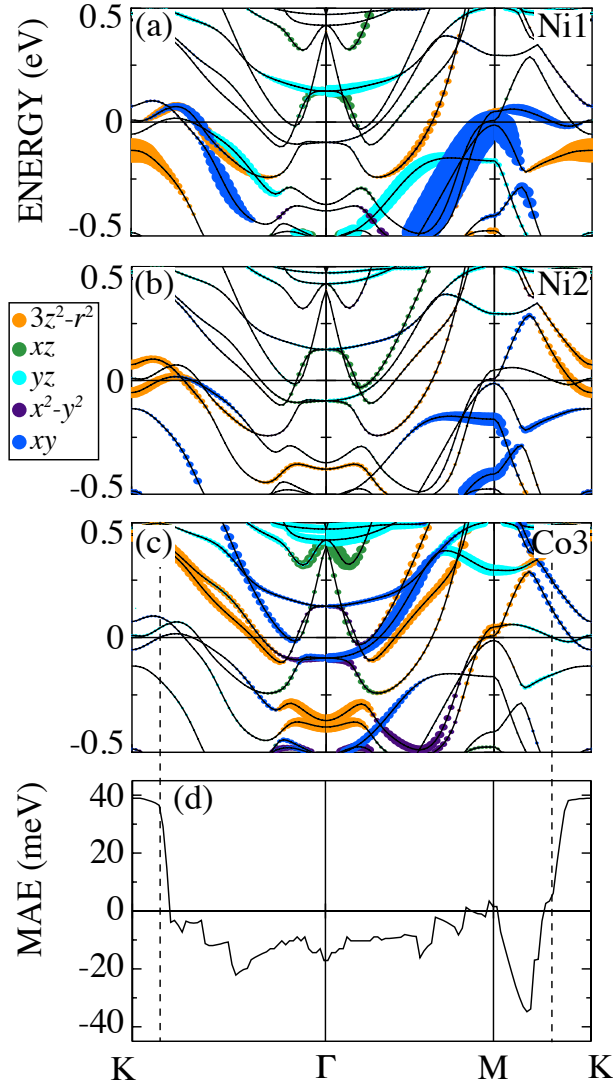 0.5
(a)
Ni1
ENERGY (eV)
0
-0.5
0.5
(b)
Ni2
3z²-r²
xz
yz
x²-y²
xy
0
-0.5
0.5
(c)
Co3
0
-0.5
40
(d)
MAE (meV)
20
0
-20
-40
K
Γ
M
K